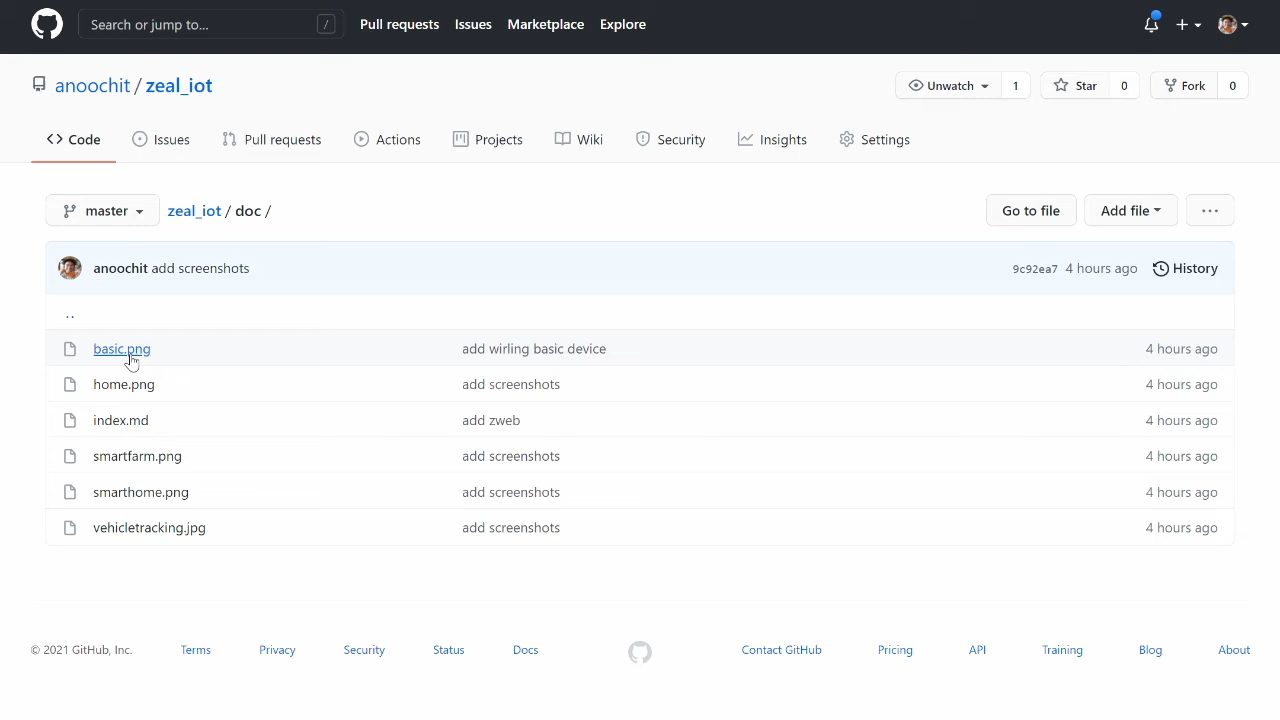 Search or jump to... / Pull requests Issues Marketplace Explore
anoochit / zeal_iot Unwatch 1 Star 0 Fork 0
Code Issues Pull requests Actions Projects Wiki Security Insights Settings
master zeal_iot / doc / Go to file Add file ...
anoochit add screenshots 9c92ea7 4 hours ago History
..
basic.png add wirling basic device 4 hours ago
home.png add screenshots 4 hours ago
index.md add zweb 4 hours ago
smartfarm.png add screenshots 4 hours ago
smarthome.png add screenshots 4 hours ago
vehicletracking.jpg add screenshots 4 hours ago
© 2021 GitHub, Inc. Terms Privacy Security Status Docs Contact GitHub Pricing API Training Blog About